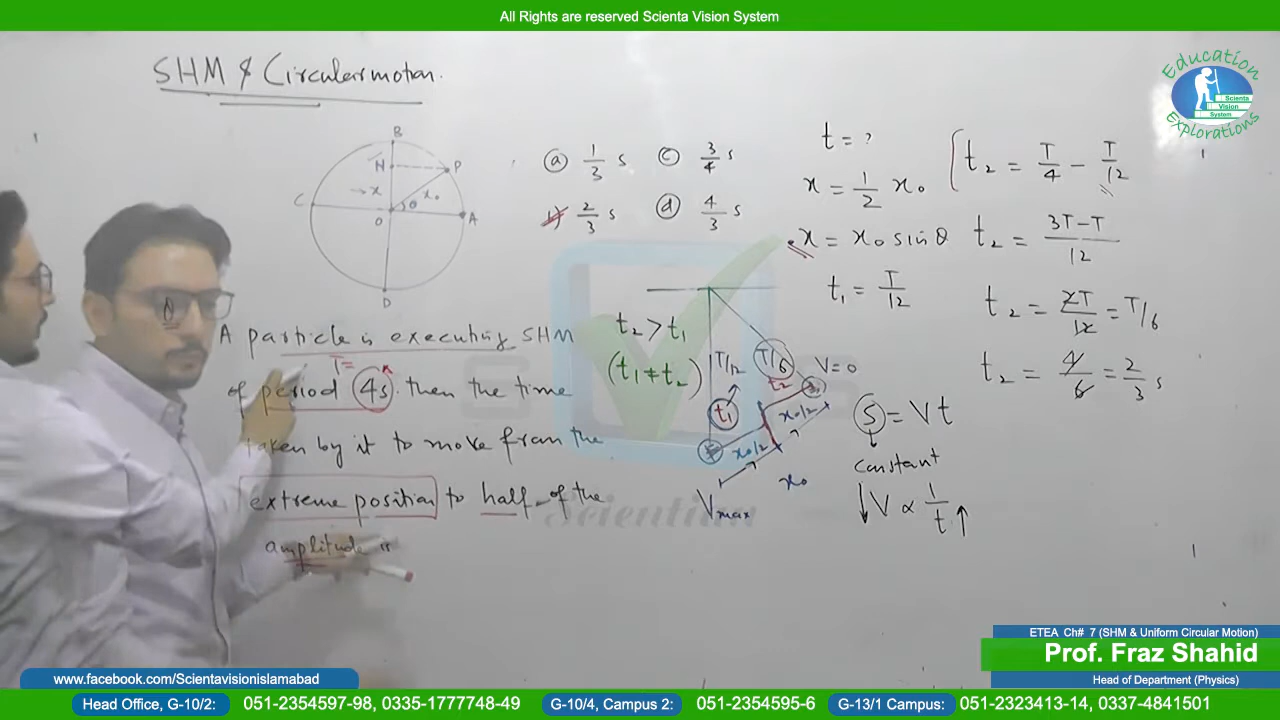 All Rights are reserved Scienta Vision System
SHM & Circular motion.
B
N
P
x
x₀
C
O
θ
A
D
(a) 1/3 s
(c) 3/4 s
2/3 s
(d) 4/3 s
t = ?
x = 1/2 x₀
x = x₀ sinθ
t₁ = T/12
t₂ = T/4 - T/12
t₂ = 3T-T/12
t₂ = 2T/12 = T/6
t₂ = 4/6 = 2/3 s
A particle is executing SHM
T=
of period 4s then the time
taken by it to move from the
extreme position to half of the
amplitude is
t₂ > t₁
(t₁ ≠ t₂)
T/12
T/6
V=0
t₂
t₁
x₀/2
x₀/2
x₀
Vmax
S = Vt
constant
↓V ∝ 1/t ↑
Education
Scienta
Vision
System
Explorations
Scientian
ETEA Ch# 7 (SHM & Uniform Circular Motion)
Prof. Fraz Shahid
Head of Department (Physics)
www.facebook.com/Scientavisionislamabad
Head Office, G-10/2: 051-2354597-98, 0335-1777748-49 G-10/4, Campus 2: 051-2354595-6 G-13/1 Campus: 051-2323413-14, 0337-4841501